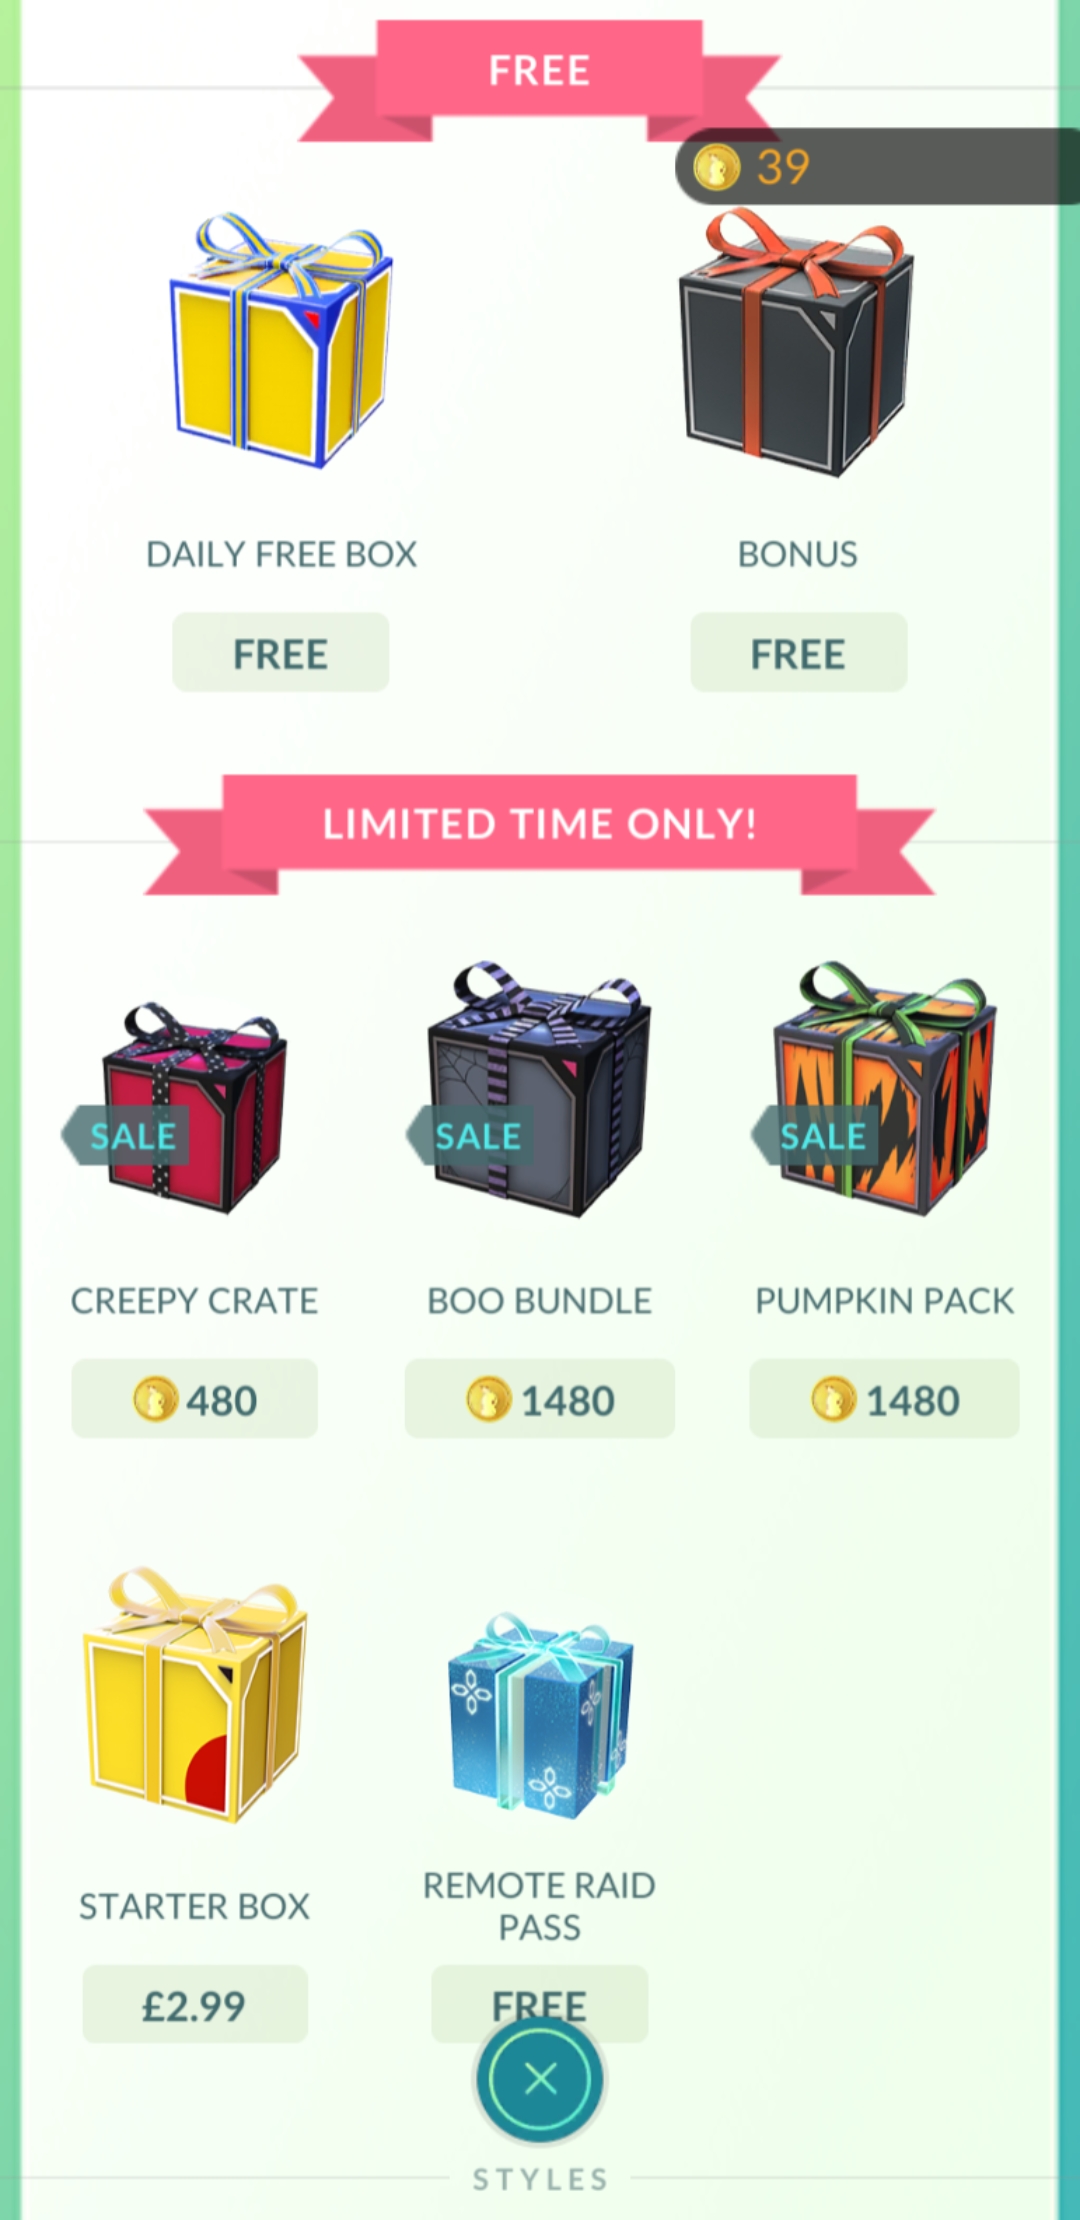 FREE
39
DAILY FREE BOX
BONUS
FREE
FREE
LIMITED TIME ONLY!
SALE
SALE
SALE
CREEPY CRATE
BOO BUNDLE
PUMPKIN PACK
480
1480
1480
STARTER BOX
REMOTE RAID
PASS
£2.99
FREE
STYLES